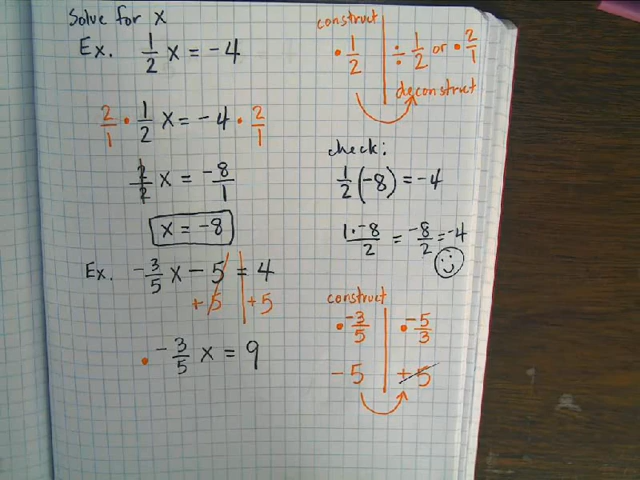 Solve for x
Ex. 1/2 x = -4
2/1 • 1/2 x = -4 • 2/1
2/2 x = -8/1
x = -8
Ex. -3/5 x - 5 = 4
+5 +5
• -3/5 x = 9
construct
• 1/2 ÷ 1/2 or • 2/1
deconstruct
check:
1/2 (-8) = -4
1•-8/2 = -8/2 = -4
construct
• -3/5 • -5/3
-5 +5